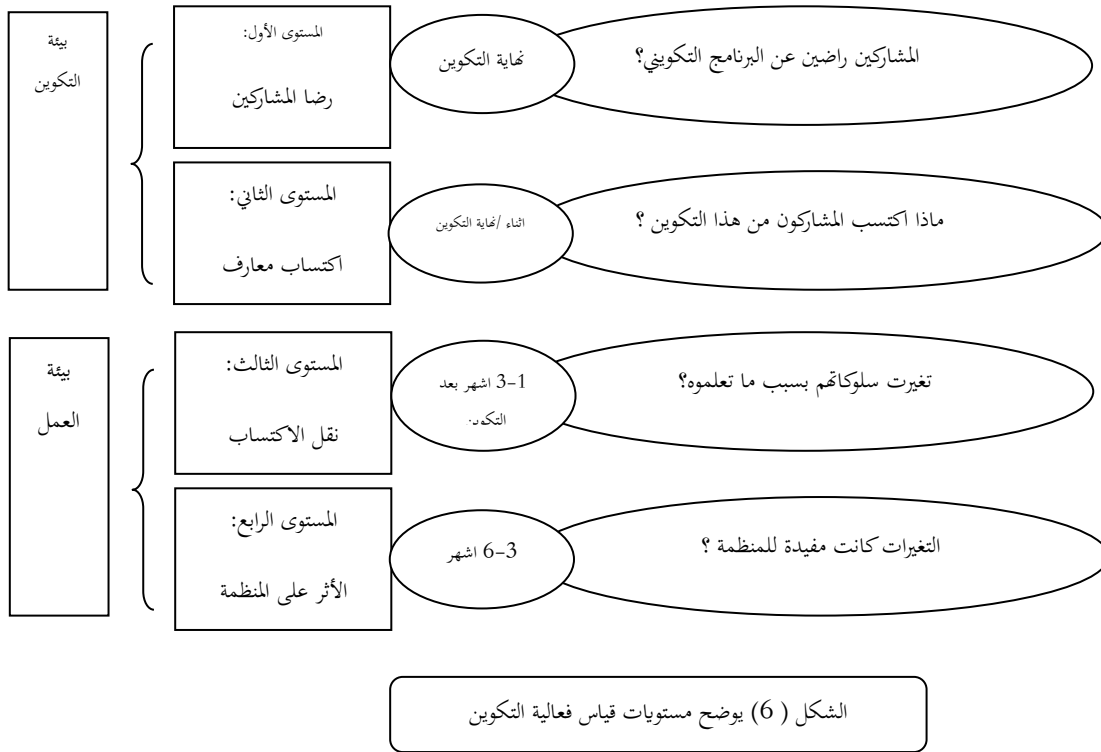 بيئة
التكوين
المستوى الأول:
رضا المشاركين
نهاية التكوين
المشاركين راضين عن البرنامج التكويني؟
المستوى الثاني:
اكتساب معارف
اثناء /نهاية التكوين
ماذا اكتسب المشاركون من هذا التكوين ؟
بيئة
العمل
المستوى الثالث:
نقل الاكتساب
1-3 اشهر بعد
التكوين
تغيرت سلوكاتهم بسبب ما تعلموه؟
المستوى الرابع:
الأثر على المنظمة
3-6 اشهر
التغيرات كانت مفيدة للمنظمة ؟
الشكل ( 6) يوضح مستويات قياس فعالية التكوين